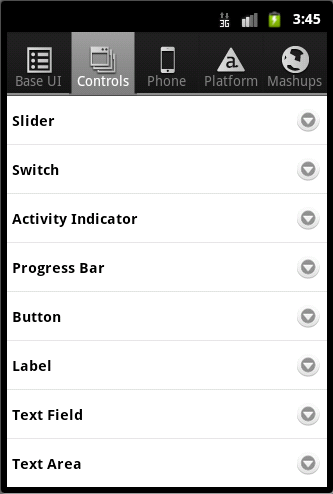 3G 3:45
Base UI Controls Phone Platform Mashups
Slider
Switch
Activity Indicator
Progress Bar
Button
Label
Text Field
Text Area